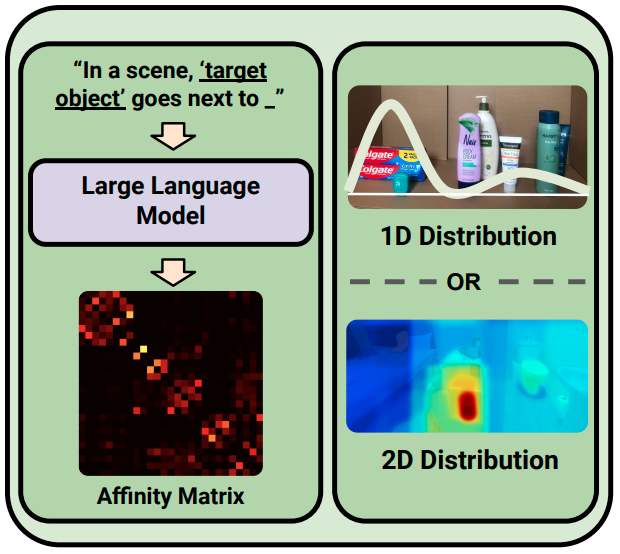 “In a scene, ‘target
object’ goes next to _”
Large Language
Model
Affinity Matrix
Colgate
Colgate
2
Nair
1D Distribution
OR
2D Distribution